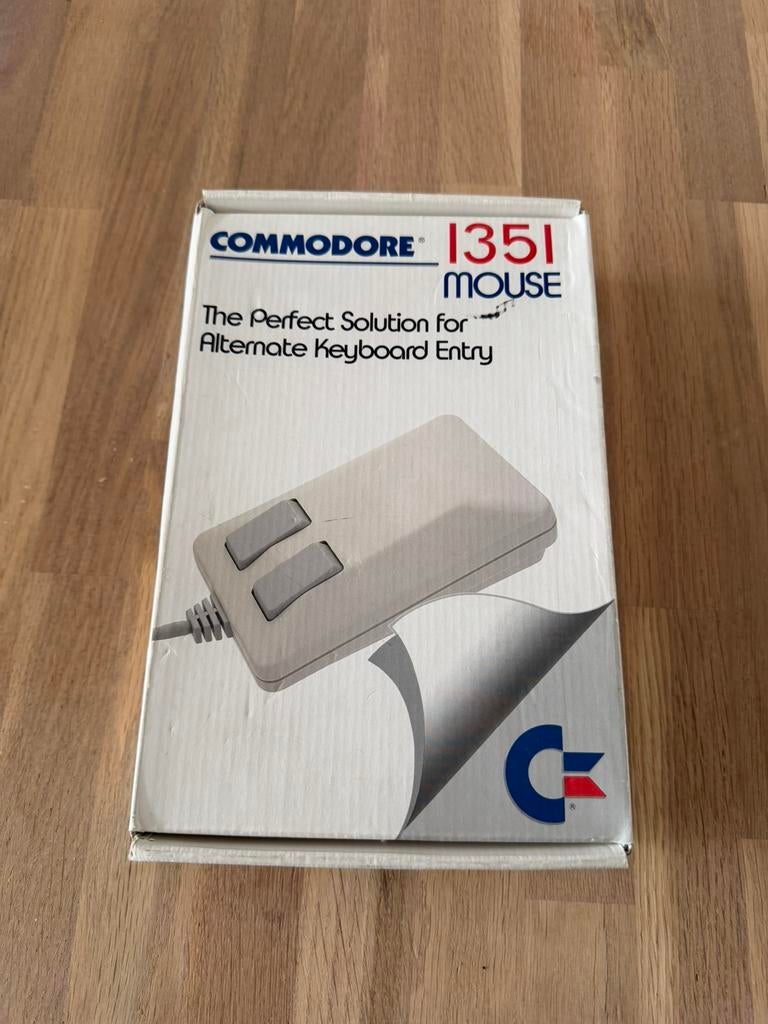 COMMODORE® 1351
MOUSE
The Perfect Solution for
Alternate Keyboard Entry
®